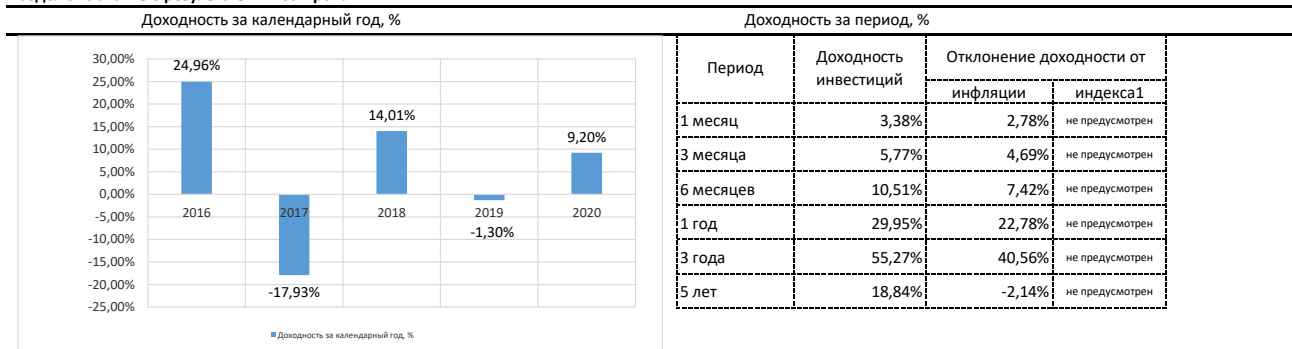 Доходность за календарный год, %
Доходность за период, %
30,00%
25,00%
20,00%
15,00%
10,00%
5,00%
0,00%
-5,00%
-10,00%
-15,00%
-20,00%
-25,00%
24,96%
-17,93%
14,01%
-1,30%
9,20%
2016
2017
2018
2019
2020
Доходность за календарный год, %
Период
Доходность
инвестиций
Отклонение доходности от
инфляции
индекса1
1 месяц 3,38% 2,78% не предусмотрен
3 месяца 5,77% 4,69% не предусмотрен
6 месяцев 10,51% 7,42% не предусмотрен
1 год 29,95% 22,78% не предусмотрен
3 года 55,27% 40,56% не предусмотрен
5 лет 18,84% -2,14% не предусмотрен